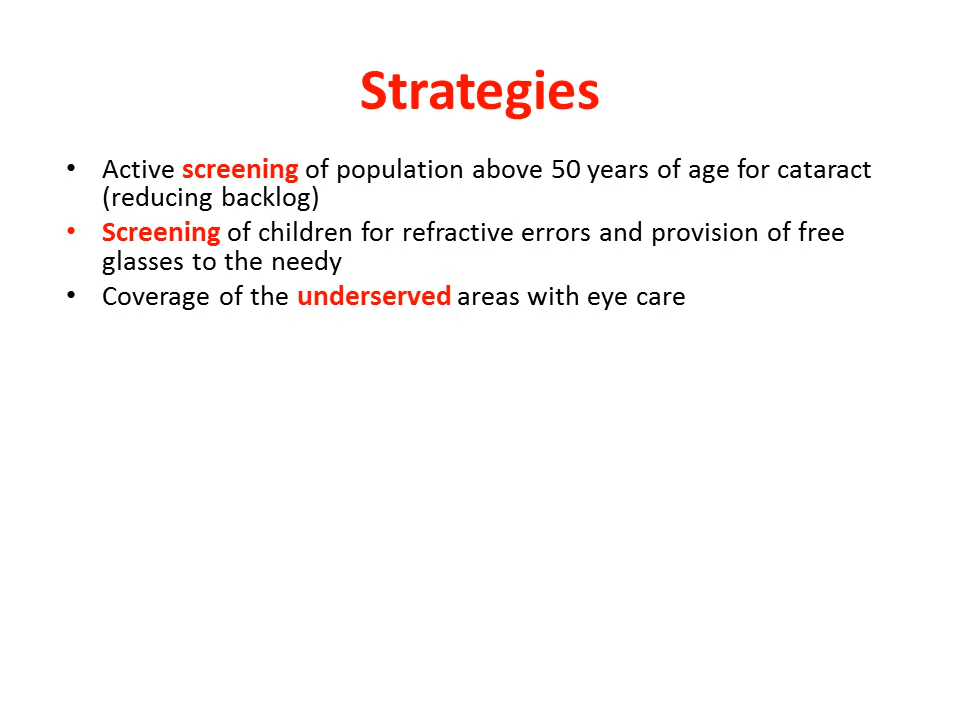 Strategies
• Active screening of population above 50 years of age for cataract
(reducing backlog)
• Screening of children for refractive errors and provision of free
glasses to the needy
• Coverage of the underserved areas with eye care